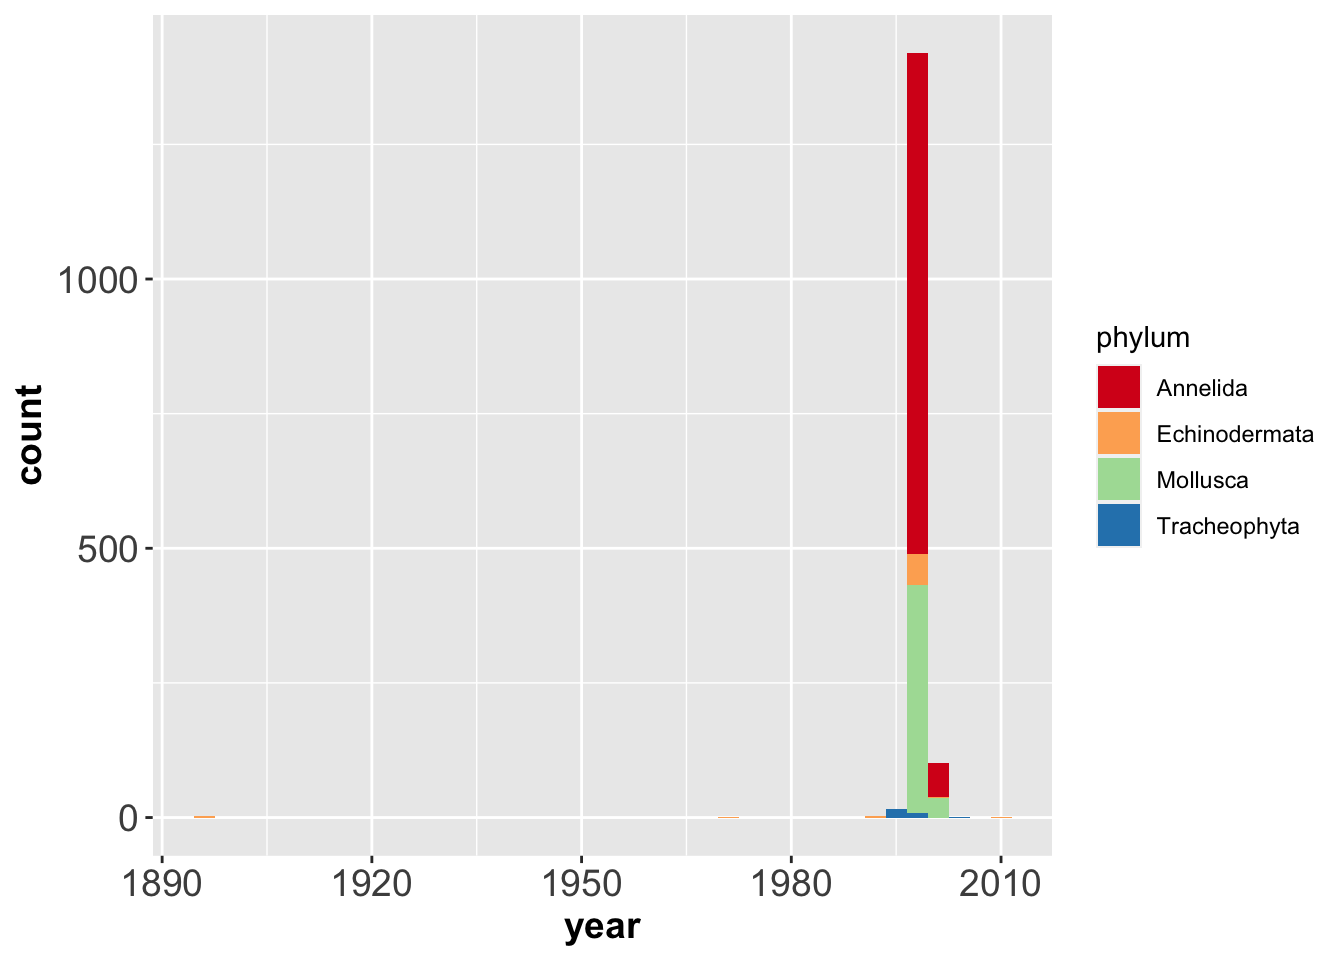 count
1000
500
0
1890 1920 1950 1980 2010
year
phylum
Annelida
Echinodermata
Mollusca
Tracheophyta